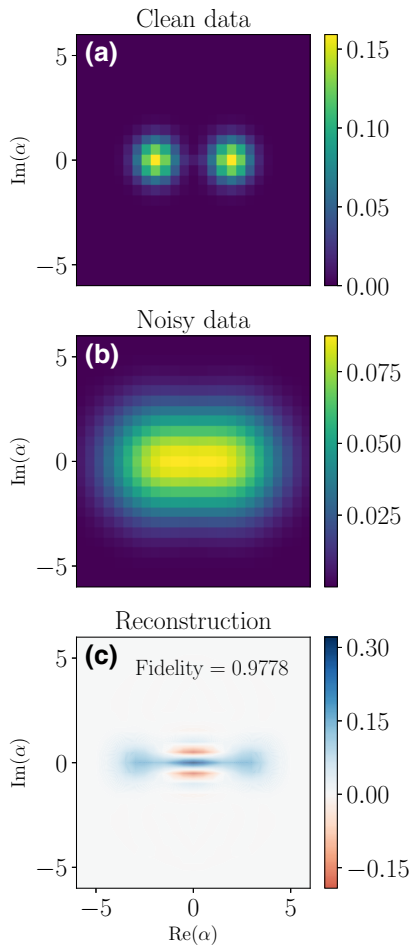 Clean data
(a)
5
0
−5
Im(α)
0.15
0.10
0.05
0.00
Noisy data
(b)
5
0
−5
Im(α)
0.075
0.050
0.025
Reconstruction
(c)
Fidelity = 0.9778
5
0
−5
Im(α)
0.30
0.15
0.00
−0.15
−5 0 5
Re(α)